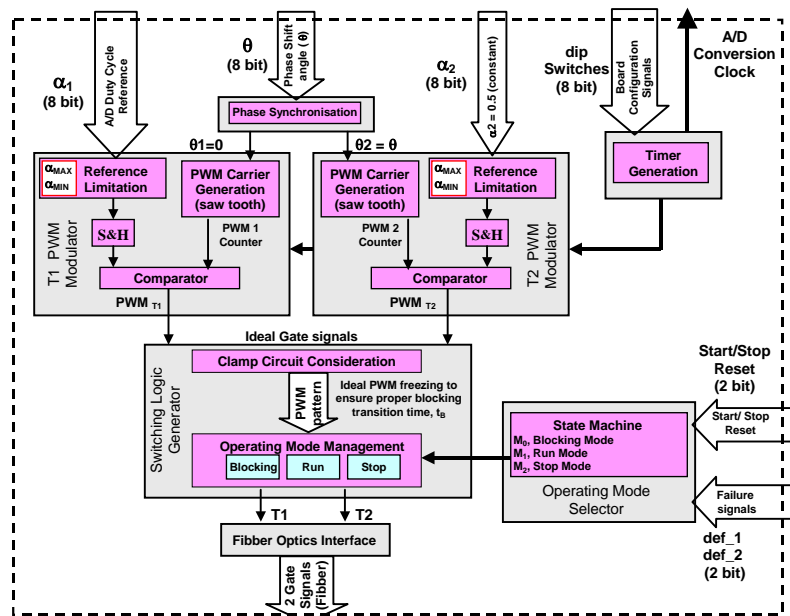 α1
(8 bit)
A/D Duty Cycle
Reference
θ
(8 bit)
Phase Shift
angle (θ)
α2
(8 bit)
α2 = 0.5 (constant)
dip
Switches
(8 bit)
Board
Configuration
Signals
A/D
Conversion
Clock
Phase Synchronisation
θ1=0
θ2 = θ
Timer
Generation
αMAX
αMIN
Reference
Limitation
PWM Carrier
Generation
(saw tooth)
PWM Carrier
Generation
(saw tooth)
αMAX
αMIN
Reference
Limitation
S&H
PWM 1
Counter
PWM 2
Counter
S&H
T1 PWM
Modulator
Comparator
Comparator
T2 PWM
Modulator
PWM T1
PWM T2
Ideal Gate signals
Switching Logic
Generator
Clamp Circuit Consideration
PWM
pattern
Ideal PWM freezing to
ensure proper blocking
transition time, tB
Operating Mode Management
Blocking
Run
Stop
Start/Stop
Reset
(2 bit)
Start/ Stop
Reset
State Machine
M0, Blocking Mode
M1, Run Mode
M2, Stop Mode
Operating Mode
Selector
Failure
signals
def_1
def_2
(2 bit)
T1
T2
Fibber Optics Interface
2 Gate
Signals
(Fibber)